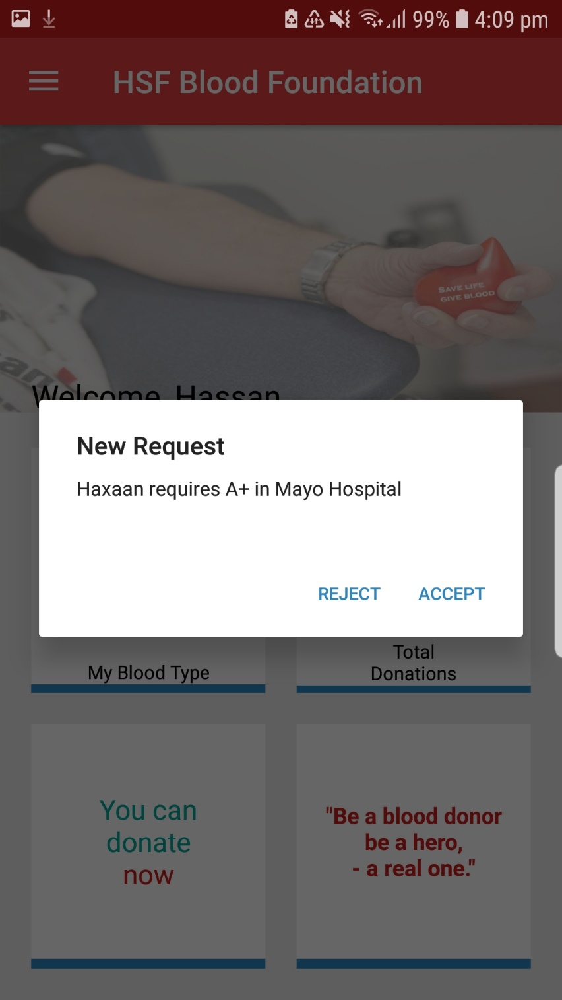 99% 4:09 pm
HSF Blood Foundation
SAVE LIFE
GIVE BLOOD
Welcome, Hassan
New Request
Haxaan requires A+ in Mayo Hospital
REJECT ACCEPT
My Blood Type
Total
Donations
You can
donate
now
"Be a blood donor
be a hero,
- a real one."